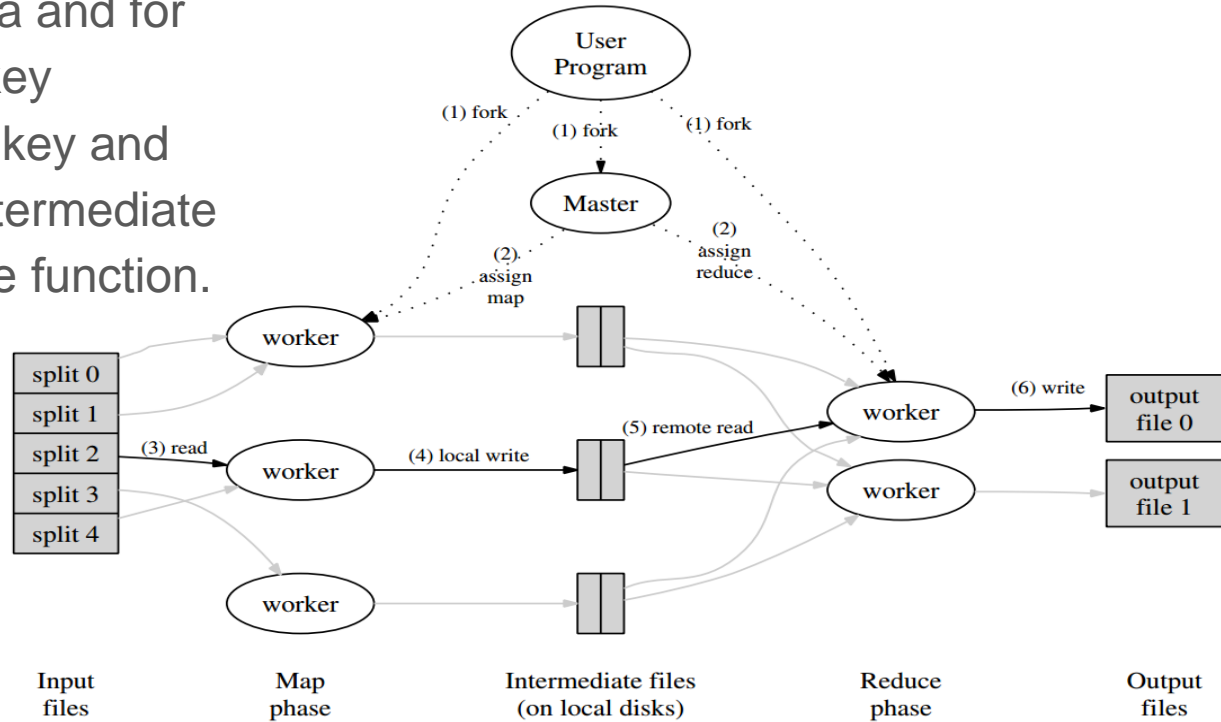 a and for
key
key and
termediate
e function.
User
Program
(1) fork
(1) fork
(1) fork
Master
(2)
assign
map
(2)
assign
reduce
worker
split 0
split 1
split 2
split 3
split 4
(3) read
worker
(4) local write
(5) remote read
worker
(6) write
output
file 0
worker
output
file 1
worker
Input
files
Map
phase
Intermediate files
(on local disks)
Reduce
phase
Output
files